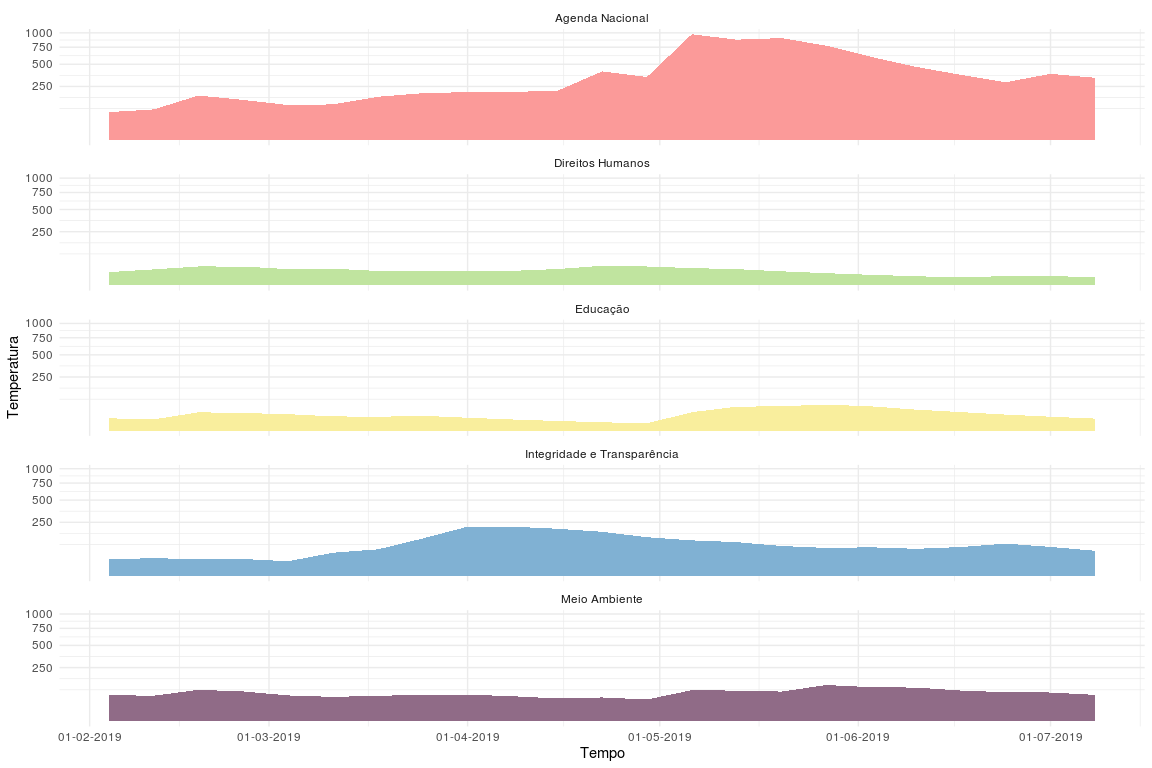 Agenda Nacional
1000
750
500
250
Direitos Humanos
1000
750
500
250
Educação
1000
750
500
250
Temperatura
Integridade e Transparência
1000
750
500
250
Meio Ambiente
1000
750
500
250
01-02-2019 01-03-2019 01-04-2019 01-05-2019 01-06-2019 01-07-2019
Tempo